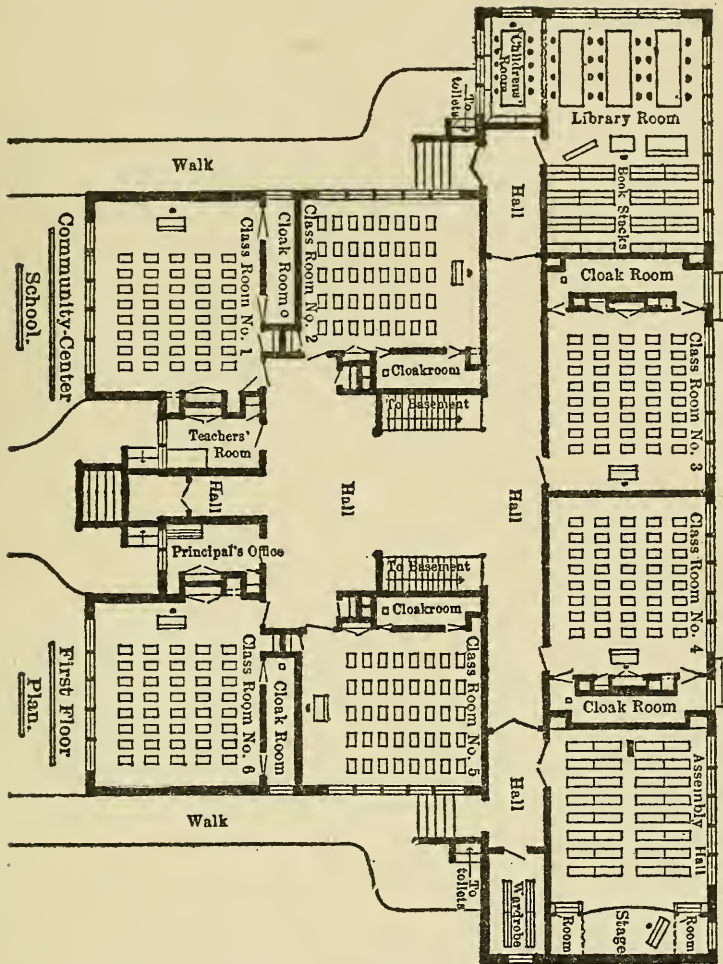 Childrens'
Room
Library Room
To
toilets
Walk
Hall
Book Stacks
Community-Center
School.
Class Room No. 1
Cloak Room
Class Room No. 2
Cloakroom
Cloak Room
Class Room No. 3
To Basement
Teachers'
Room
Hall
Hall
Hall
Principal's Office
To Basement
Cloakroom
Class Room No. 4
Cloak Room
First Floor
Plan.
Class Room No. 6
Cloak Room
Class Room No. 5
Hall
Assembly Hall
Walk
To
toilets
Wardrobe
Room
Stage
Room